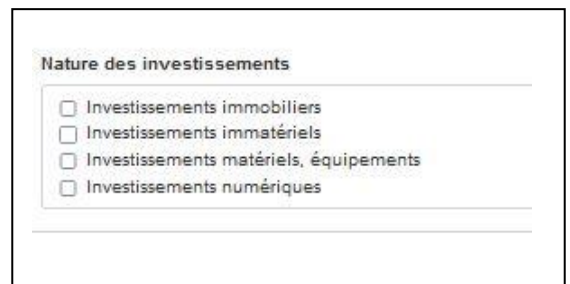 Nature des investissements
Investissements immobiliers
Investissements immatériels
Investissements matériels, équipements
Investissements numériques